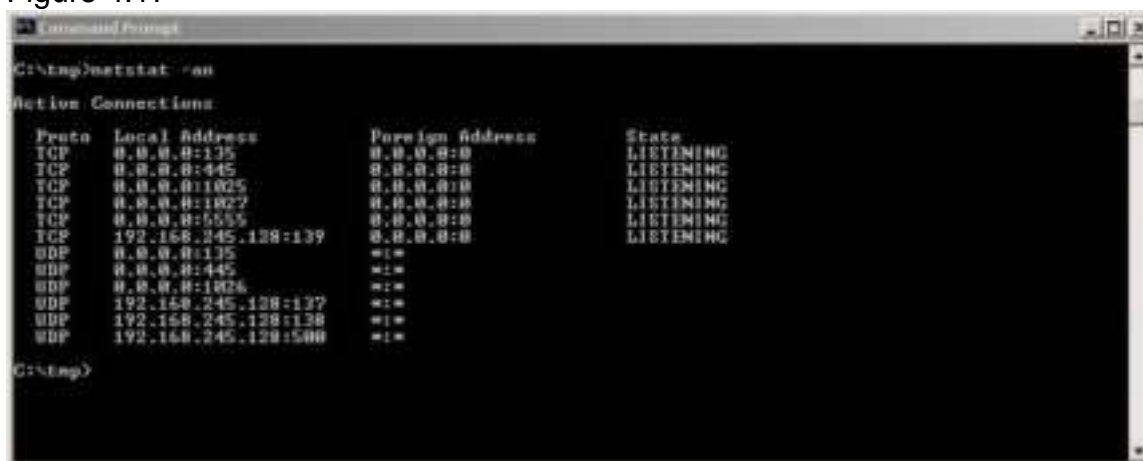 Command Prompt
C:\tmp>netstat -an
Active Connections
Proto Local Address Foreign Address State
TCP 0.0.0.0:135 0.0.0.0:0 LISTENING
TCP 0.0.0.0:445 0.0.0.0:0 LISTENING
TCP 0.0.0.0:1025 0.0.0.0:0 LISTENING
TCP 0.0.0.0:1027 0.0.0.0:0 LISTENING
TCP 0.0.0.0:5555 0.0.0.0:0 LISTENING
TCP 192.168.245.128:139 0.0.0.0:0 LISTENING
UDP 0.0.0.0:135 *:*
UDP 0.0.0.0:445 *:*
UDP 0.0.0.0:1026 *:*
UDP 192.168.245.128:137 *:*
UDP 192.168.245.128:138 *:*
UDP 192.168.245.128:500 *:*
C:\tmp>